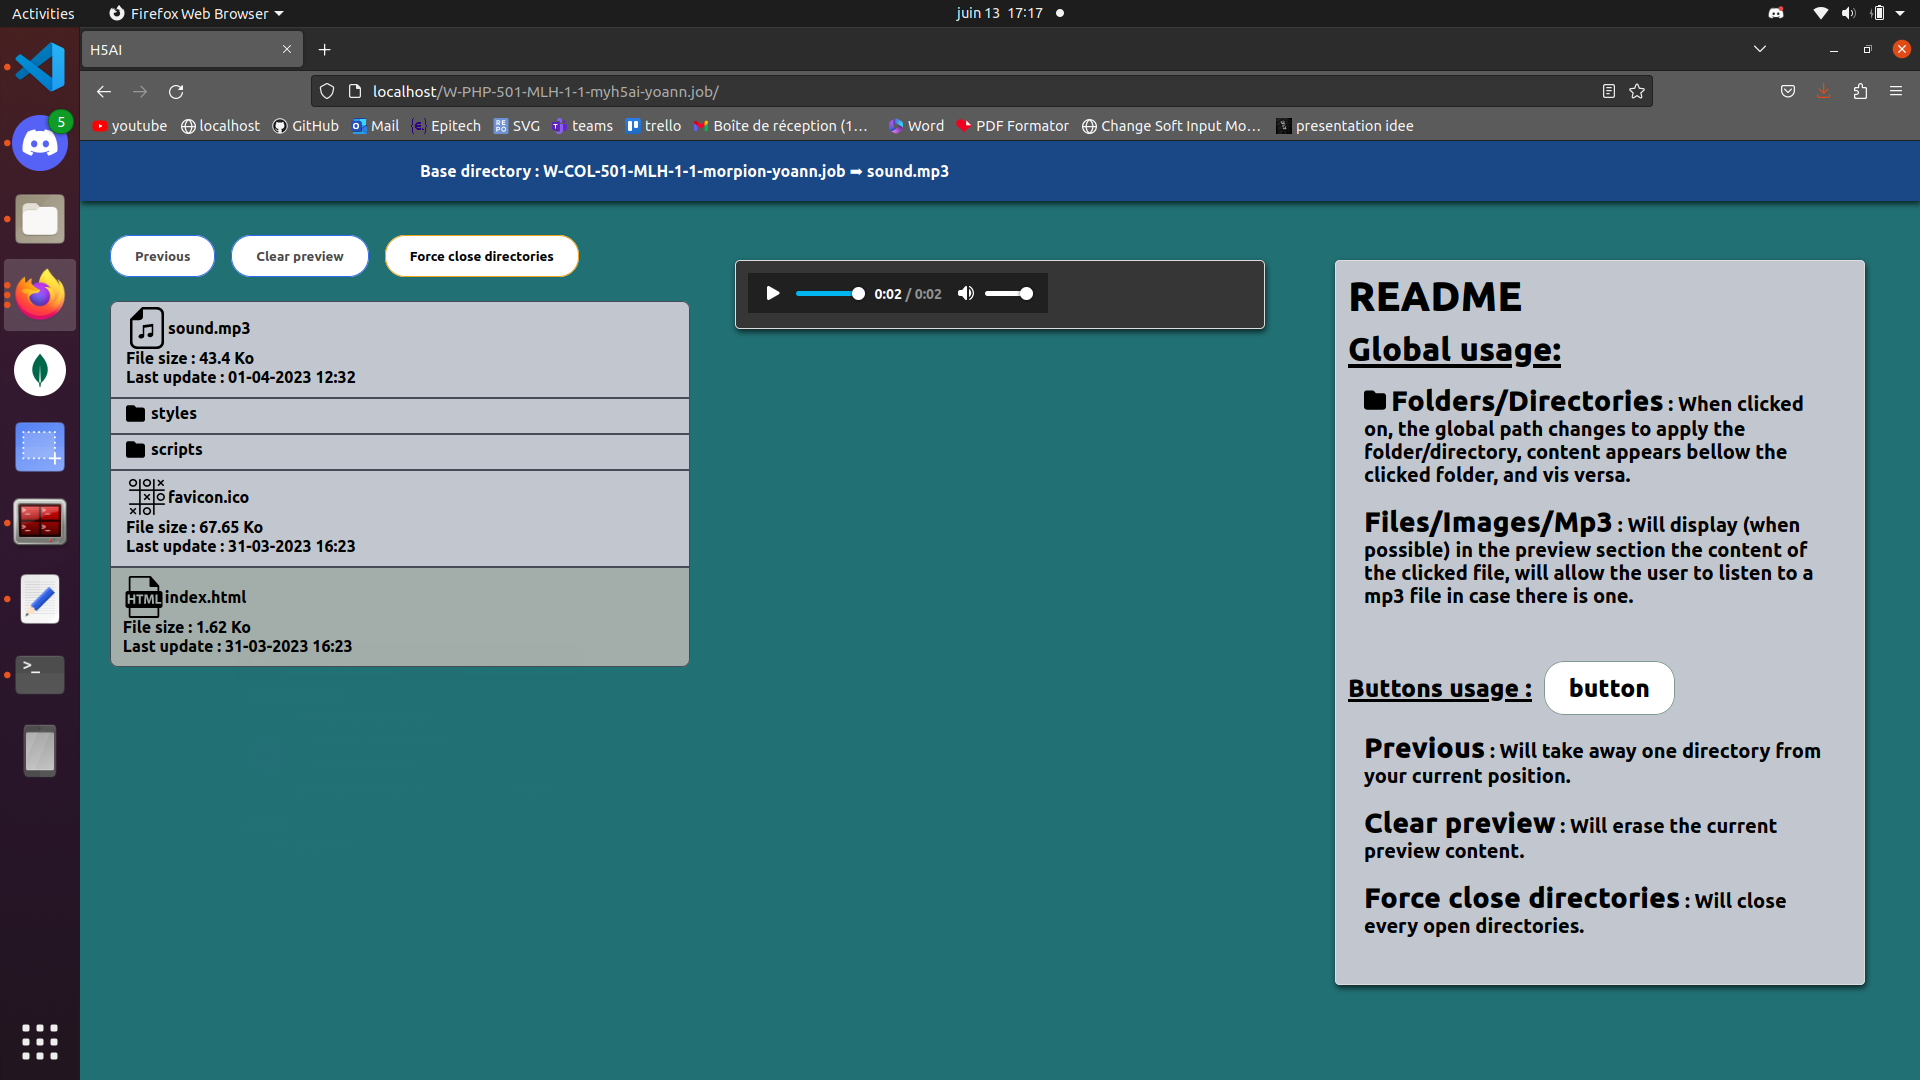 Activities
Firefox Web Browser
juin 13 17:17
H5AI
localhost/W-PHP-501-MLH-1-1-myh5ai-yoann.job/
youtube
localhost
GitHub
Mail
Epitech
SVG
teams
trello
Boîte de réception (1…
Word
PDF Formator
Change Soft Input Mo…
presentation idee
5
Base directory : W-COL-501-MLH-1-1-morpion-yoann.job ➡ sound.mp3
Previous
Clear preview
Force close directories
sound.mp3
File size : 43.4 Ko
Last update : 01-04-2023 12:32
styles
scripts
favicon.ico
File size : 67.65 Ko
Last update : 31-03-2023 16:23
HTML
index.html
File size : 1.62 Ko
Last update : 31-03-2023 16:23
0:02 / 0:02
README
Global usage:
Folders/Directories : When clicked
on, the global path changes to apply the
folder/directory, content appears bellow the
clicked folder, and vis versa.
Files/Images/Mp3 : Will display (when
possible) in the preview section the content of
the clicked file, will allow the user to listen to a
mp3 file in case there is one.
Buttons usage :
button
Previous : Will take away one directory from
your current position.
Clear preview : Will erase the current
preview content.
Force close directories : Will close
every open directories.